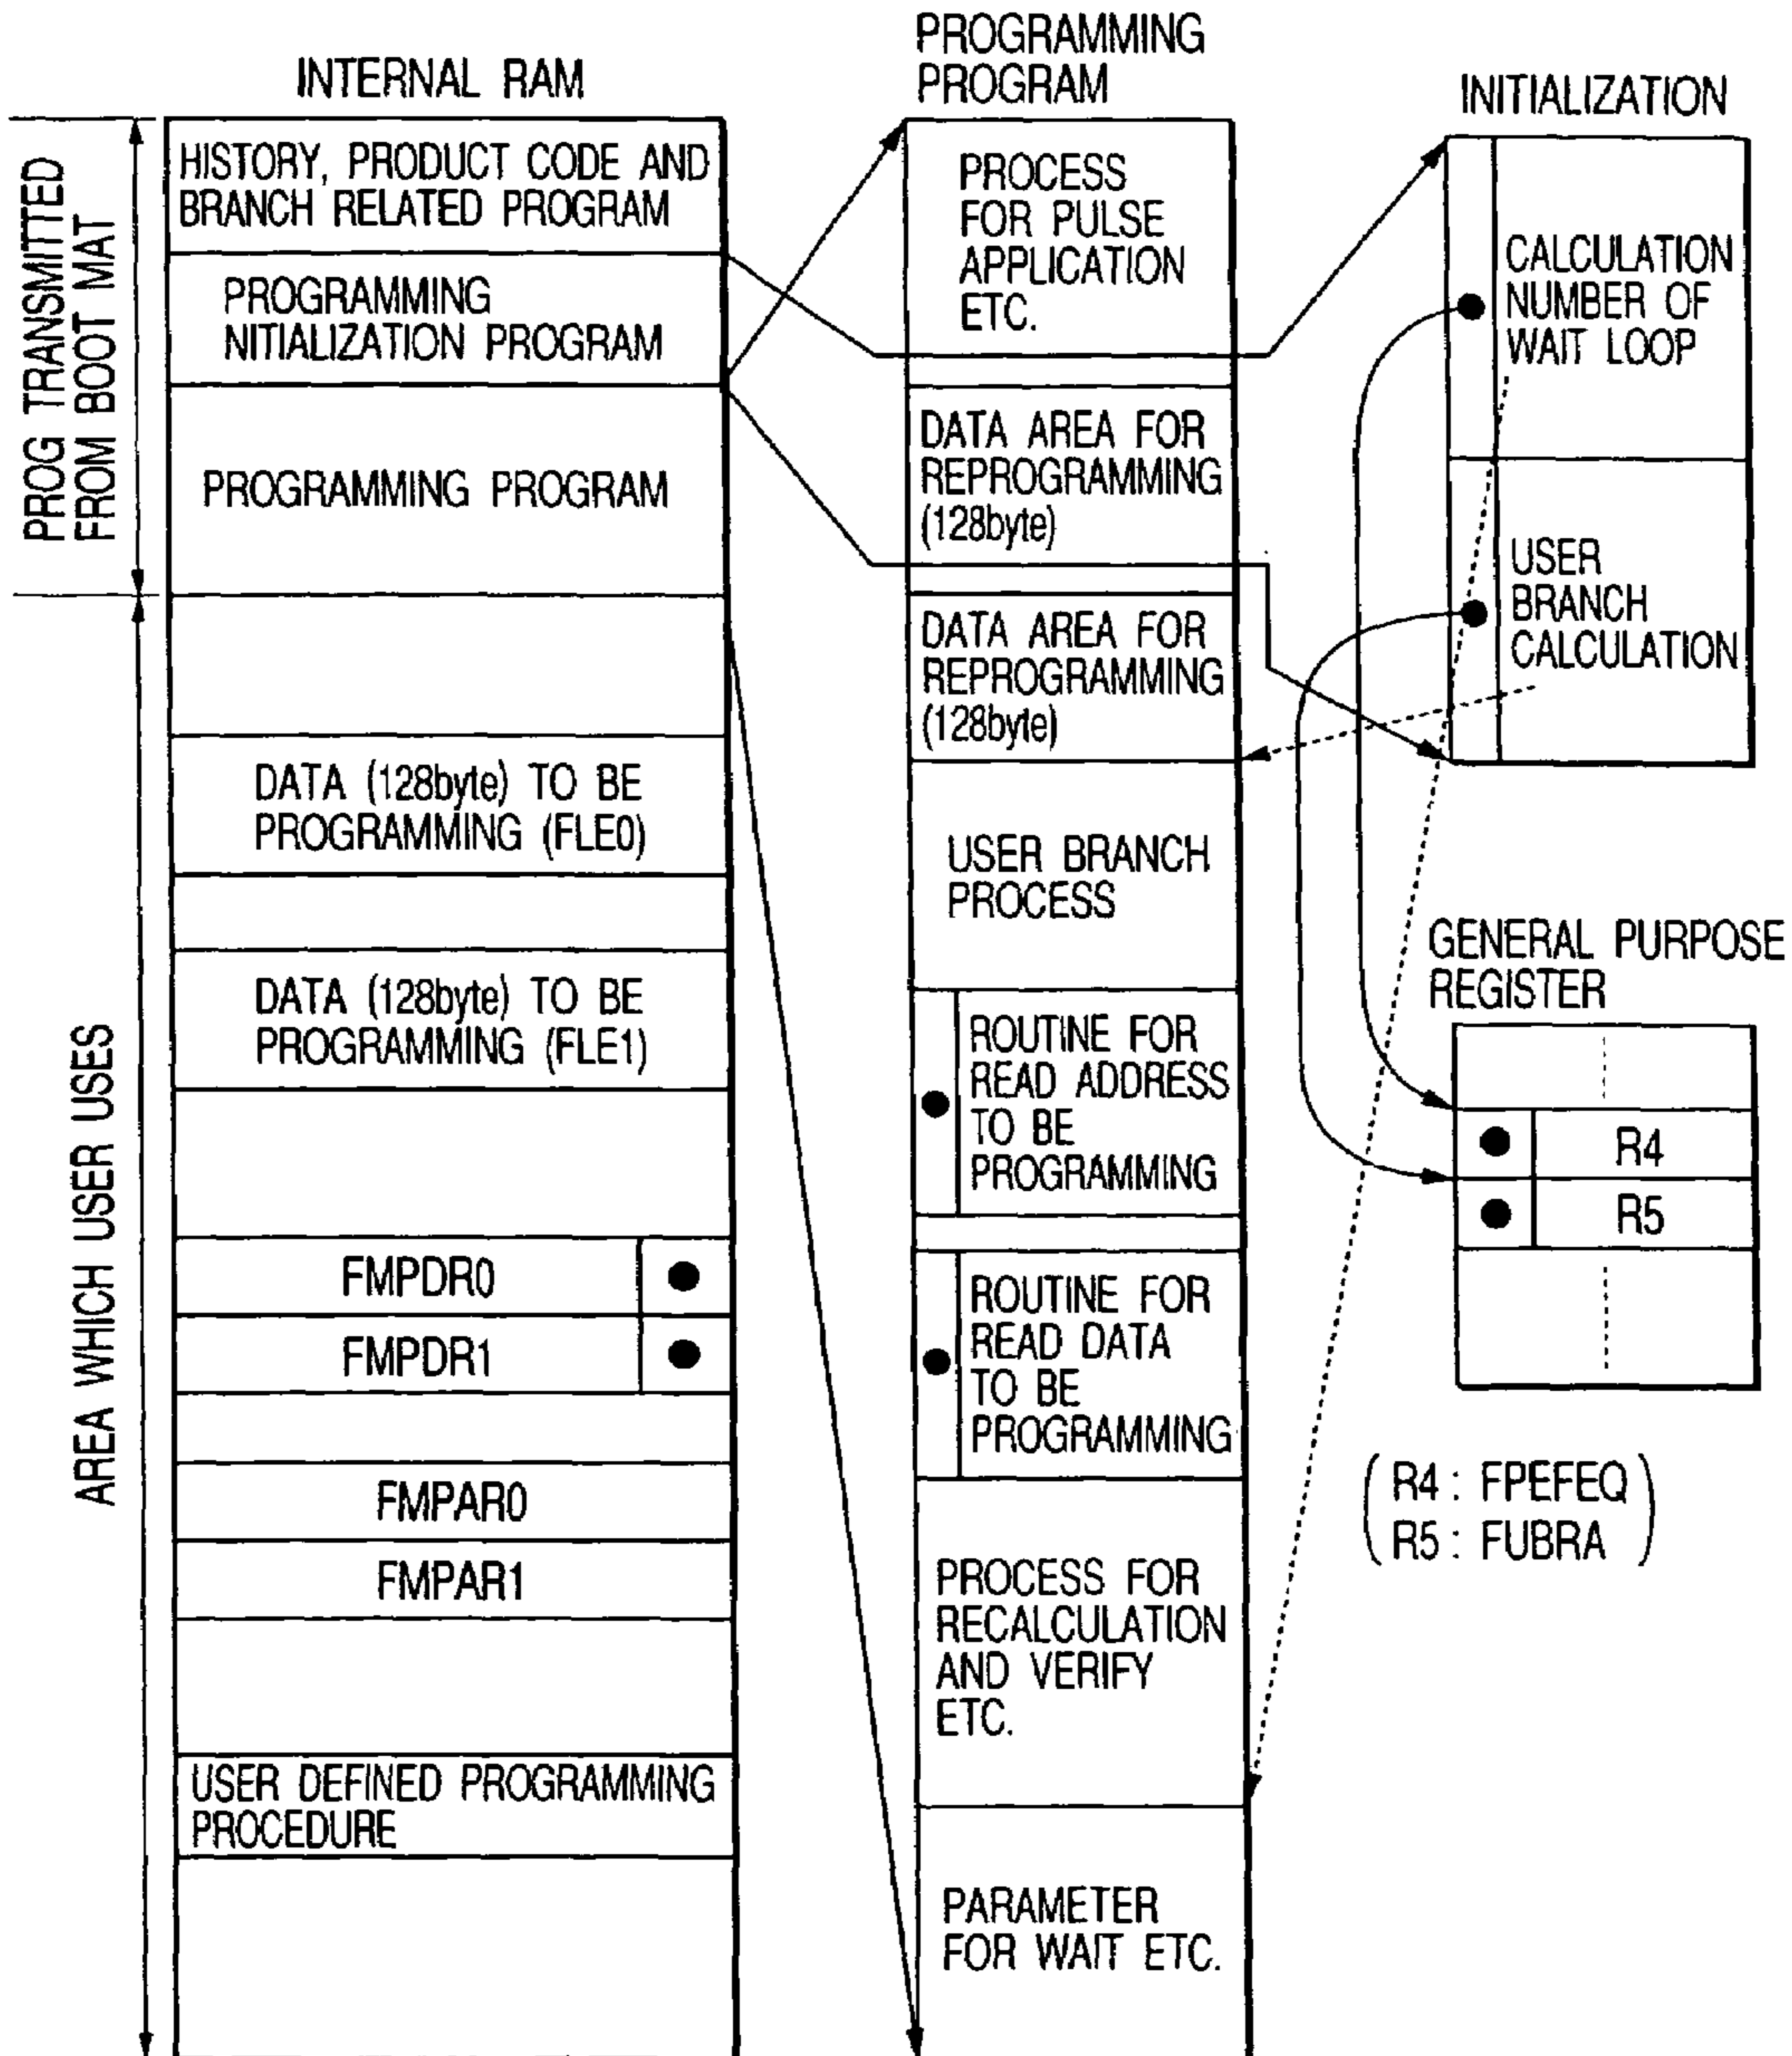 INTERNAL RAM
PROG TRANSMITTED
FROM BOOT MAT
HISTORY, PRODUCT CODE AND
BRANCH RELATED PROGRAM
PROGRAMMING
NITIALIZATION PROGRAM
PROGRAMMING PROGRAM
AREA WHICH USER USES
DATA (128byte) TO BE
PROGRAMMING (FLE0)
DATA (128byte) TO BE
PROGRAMMING (FLE1)
FMPDR0
FMPDR1
FMPAR0
FMPAR1
USER DEFINED PROGRAMMING
PROCEDURE
PROGRAMMING
PROGRAM
PROCESS
FOR PULSE
APPLICATION
ETC.
DATA AREA FOR
REPROGRAMMING
(128byte)
DATA AREA FOR
REPROGRAMMING
(128byte)
USER BRANCH
PROCESS
ROUTINE FOR
READ ADDRESS
TO BE
PROGRAMMING
ROUTINE FOR
READ DATA
TO BE
PROGRAMMING
PROCESS FOR
RECALCULATION
AND VERIFY
ETC.
PARAMETER
FOR WAIT ETC.
INITIALIZATION
CALCULATION
NUMBER OF
WAIT LOOP
USER
BRANCH
CALCULATION
GENERAL PURPOSE
REGISTER
R4
R5
R4 : FPEFEQ
R5 : FUBRA